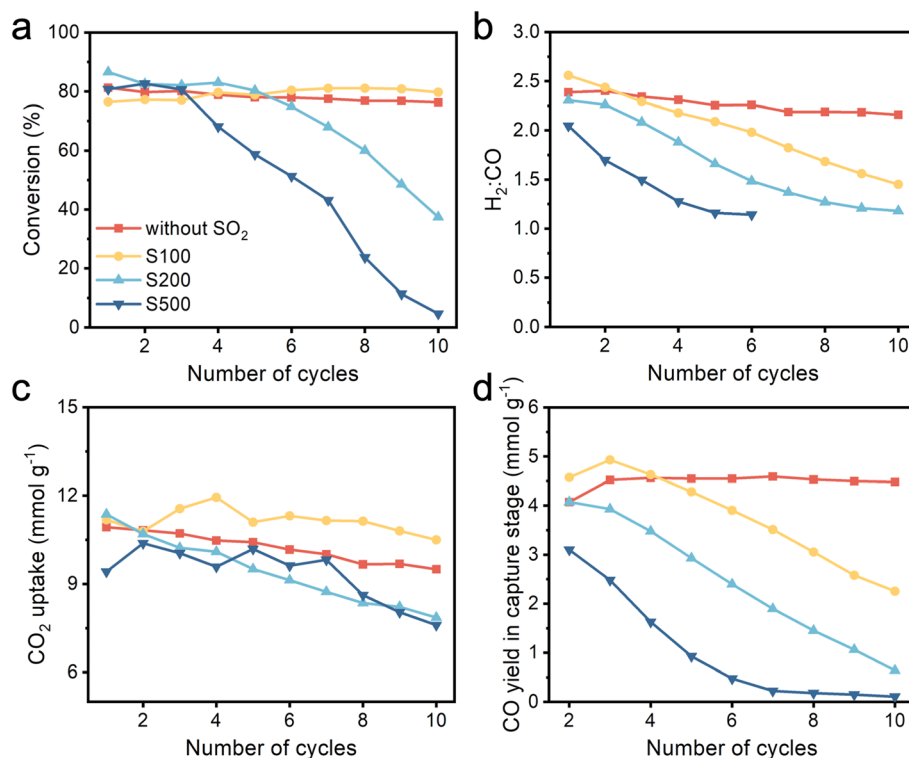 a
100
80
60
40
20
0
Conversion (%)
without SO₂
S100
S200
S500
2 4 6 8 10
Number of cycles
b
3.0
2.5
2.0
1.5
1.0
0.5
0.0
H₂:CO
2 4 6 8 10
Number of cycles
c
15
12
9
6
CO₂ uptake (mmol g⁻¹)
2 4 6 8 10
Number of cycles
d
6
5
4
3
2
1
0
CO yield in capture stage (mmol g⁻¹)
2 4 6 8 10
Number of cycles